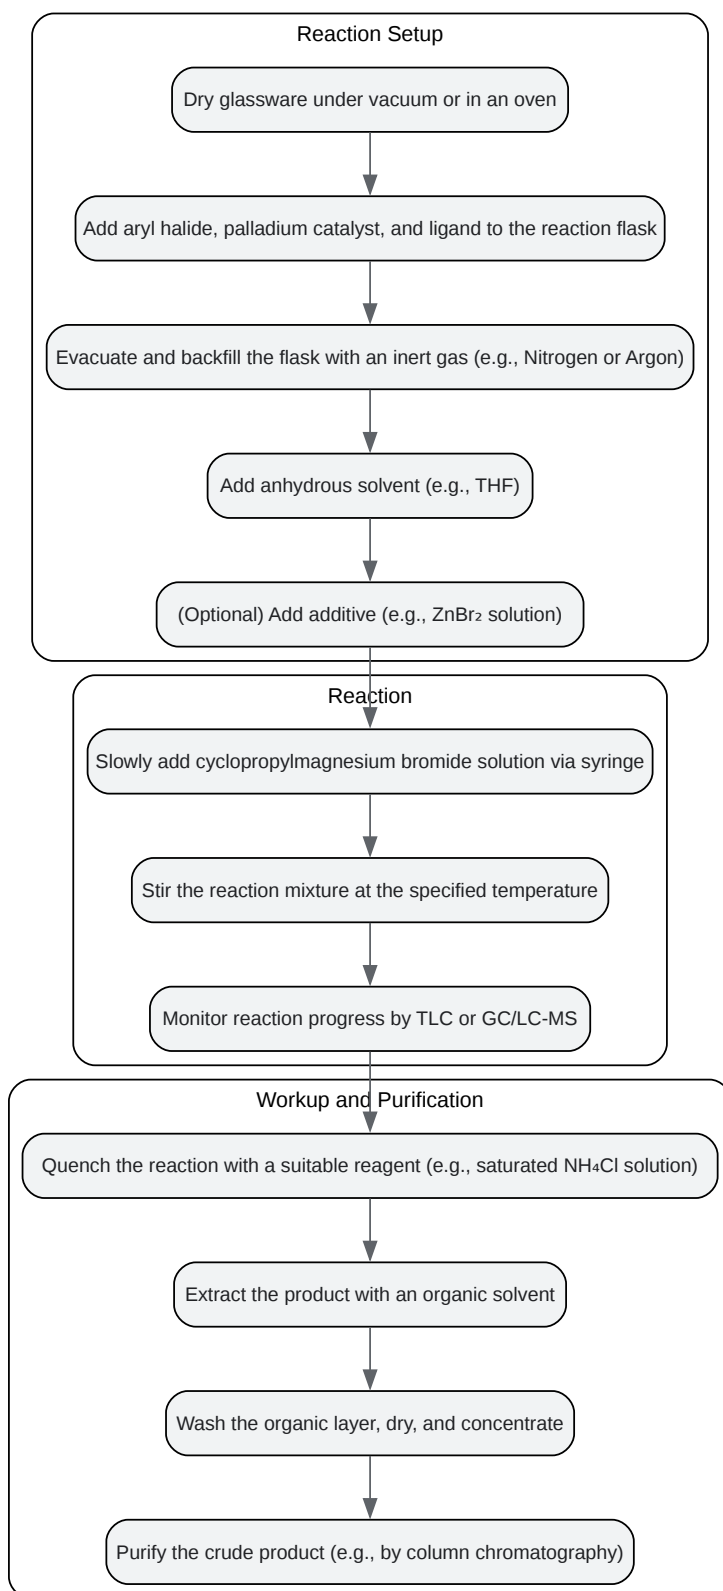 Reaction Setup
Dry glassware under vacuum or in an oven
Add aryl halide, palladium catalyst, and ligand to the reaction flask
Evacuate and backfill the flask with an inert gas (e.g., Nitrogen or Argon)
Add anhydrous solvent (e.g., THF)
(Optional) Add additive (e.g., ZnBr₂ solution)
Reaction
Slowly add cyclopropylmagnesium bromide solution via syringe
Stir the reaction mixture at the specified temperature
Monitor reaction progress by TLC or GC/LC-MS
Workup and Purification
Quench the reaction with a suitable reagent (e.g., saturated NH₄Cl solution)
Extract the product with an organic solvent
Wash the organic layer, dry, and concentrate
Purify the crude product (e.g., by column chromatography)